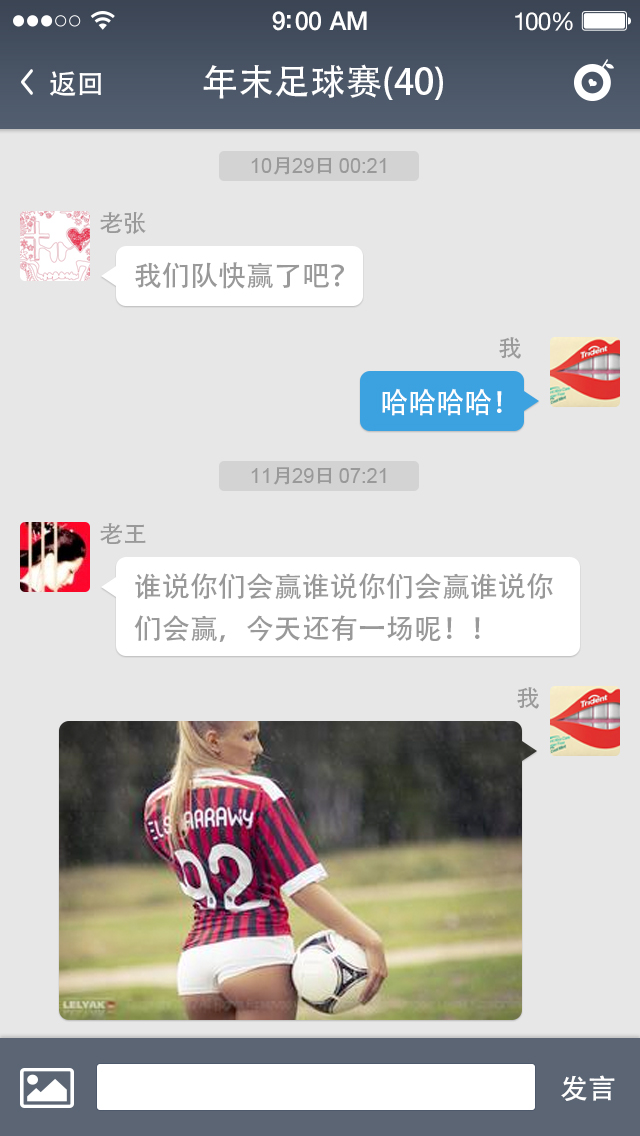 9:00 AM
100%
返回
年末足球赛(40)
10月29日 00:21
老张
我们队快赢了吧？
我
Trident
哈哈哈哈！
11月29日 07:21
老王
谁说你们会赢谁说你们会赢谁说你
们会赢，今天还有一场呢！！
我
Trident
92
LELYAK
发言